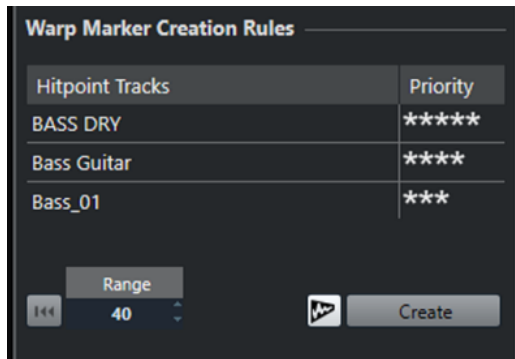 Warp Marker Creation Rules
Hitpoint Tracks Priority
BASS DRY *****
Bass Guitar ****
Bass_01 ***
Range
40 Create